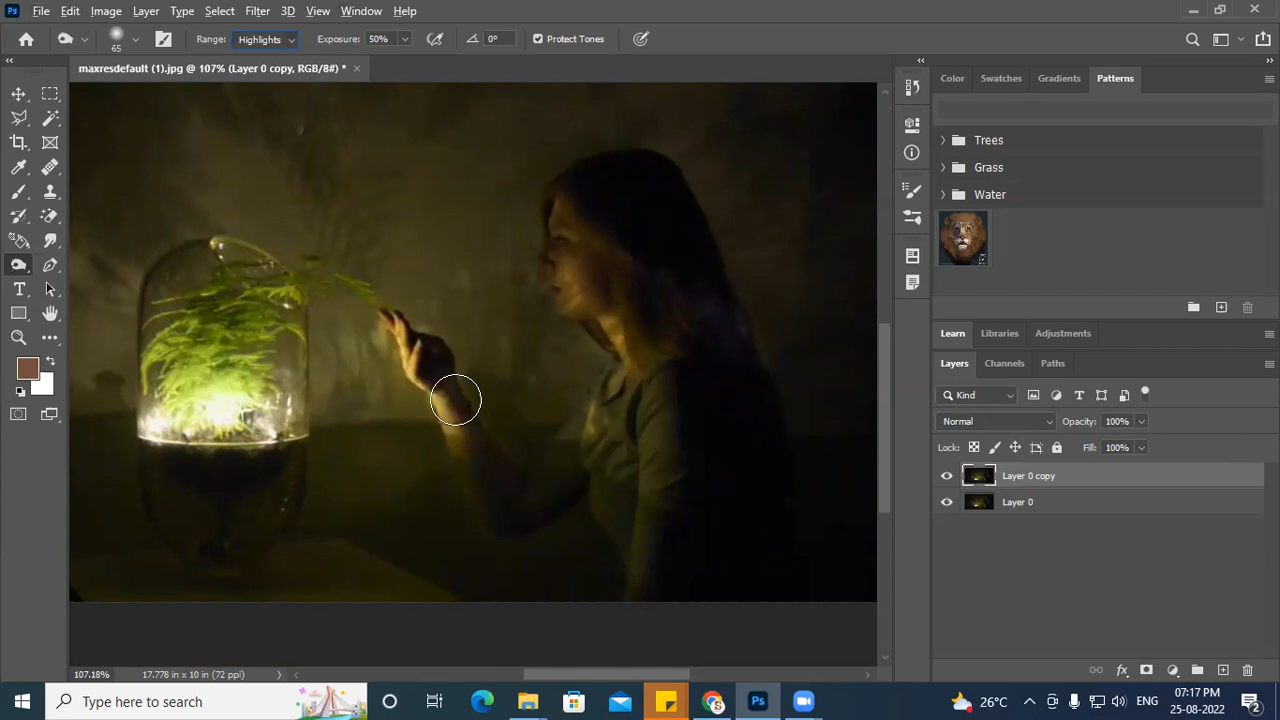 Ps File Edit Image Layer Type Select Filter 3D View Window Help
65 Range: Highlights Exposure: 50% 0° Protect Tones
maxresdefault (1).jpg @ 107% (Layer 0 copy, RGB/8#) * ×
Color Swatches Gradients Patterns
Trees
Grass
Water
Learn Libraries Adjustments
Layers Channels Paths
Kind
Normal Opacity: 100%
Lock: Fill: 100%
Layer 0 copy
Layer 0
107.18% 17.778 in x 10 in (72 ppi)
Type here to search
Ps
26°C ENG 07:17 PM
25-08-2022
2